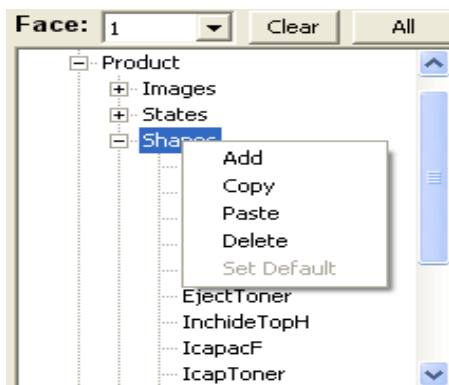 Face: 1 Clear All
Product
Images
States
Shapes
Add
Copy
Paste
Delete
Set Default
EjectToner
InchideTopH
IcapacF
IcapToner